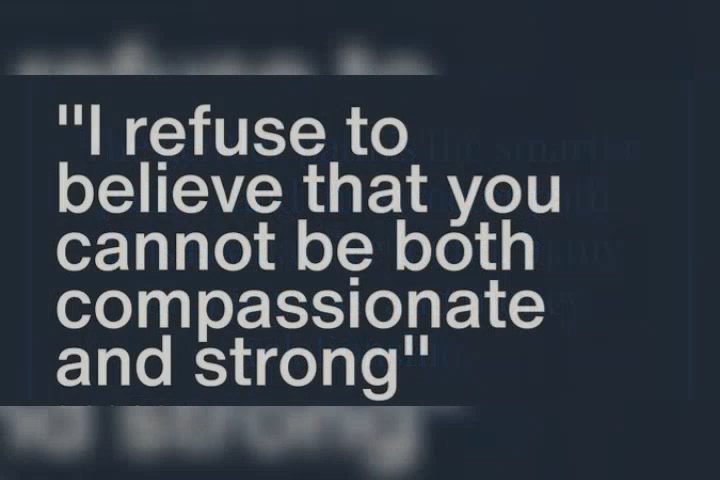 "I refuse to
believe that you
cannot be both
compassionate
and strong"